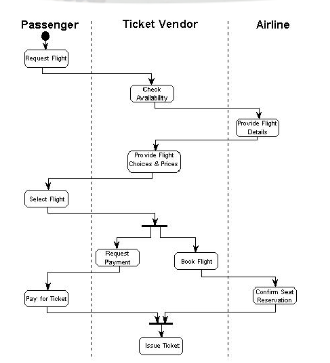 Passenger
Ticket Vendor
Airline
Request Flight
Check
Availability
Provide Flight
Details
Provide Flight
Choices & Prices
Select Flight
Request
Payment
Book Flight
Pay for Ticket
Confirm Seat
Reservation
Issue Ticket